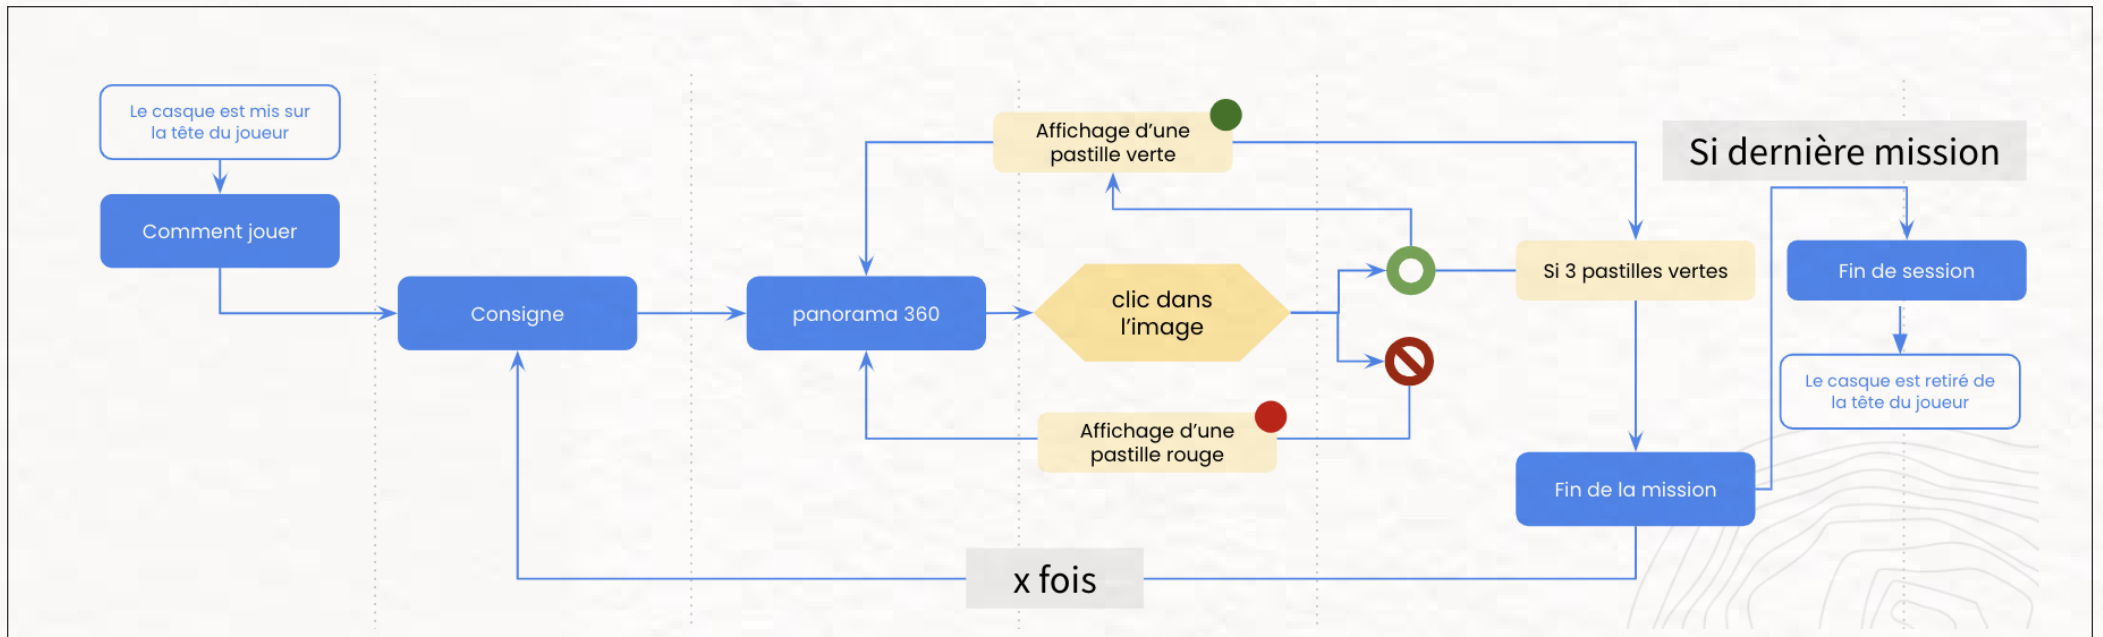 Le casque est mis sur
la tête du joueur
Comment jouer
Consigne
panorama 360
Affichage d’une
pastille verte
clic dans
l’image
Affichage d’une
pastille rouge
Si 3 pastilles vertes
Fin de la mission
x fois
Si dernière mission
Fin de session
Le casque est retiré de
la tête du joueur